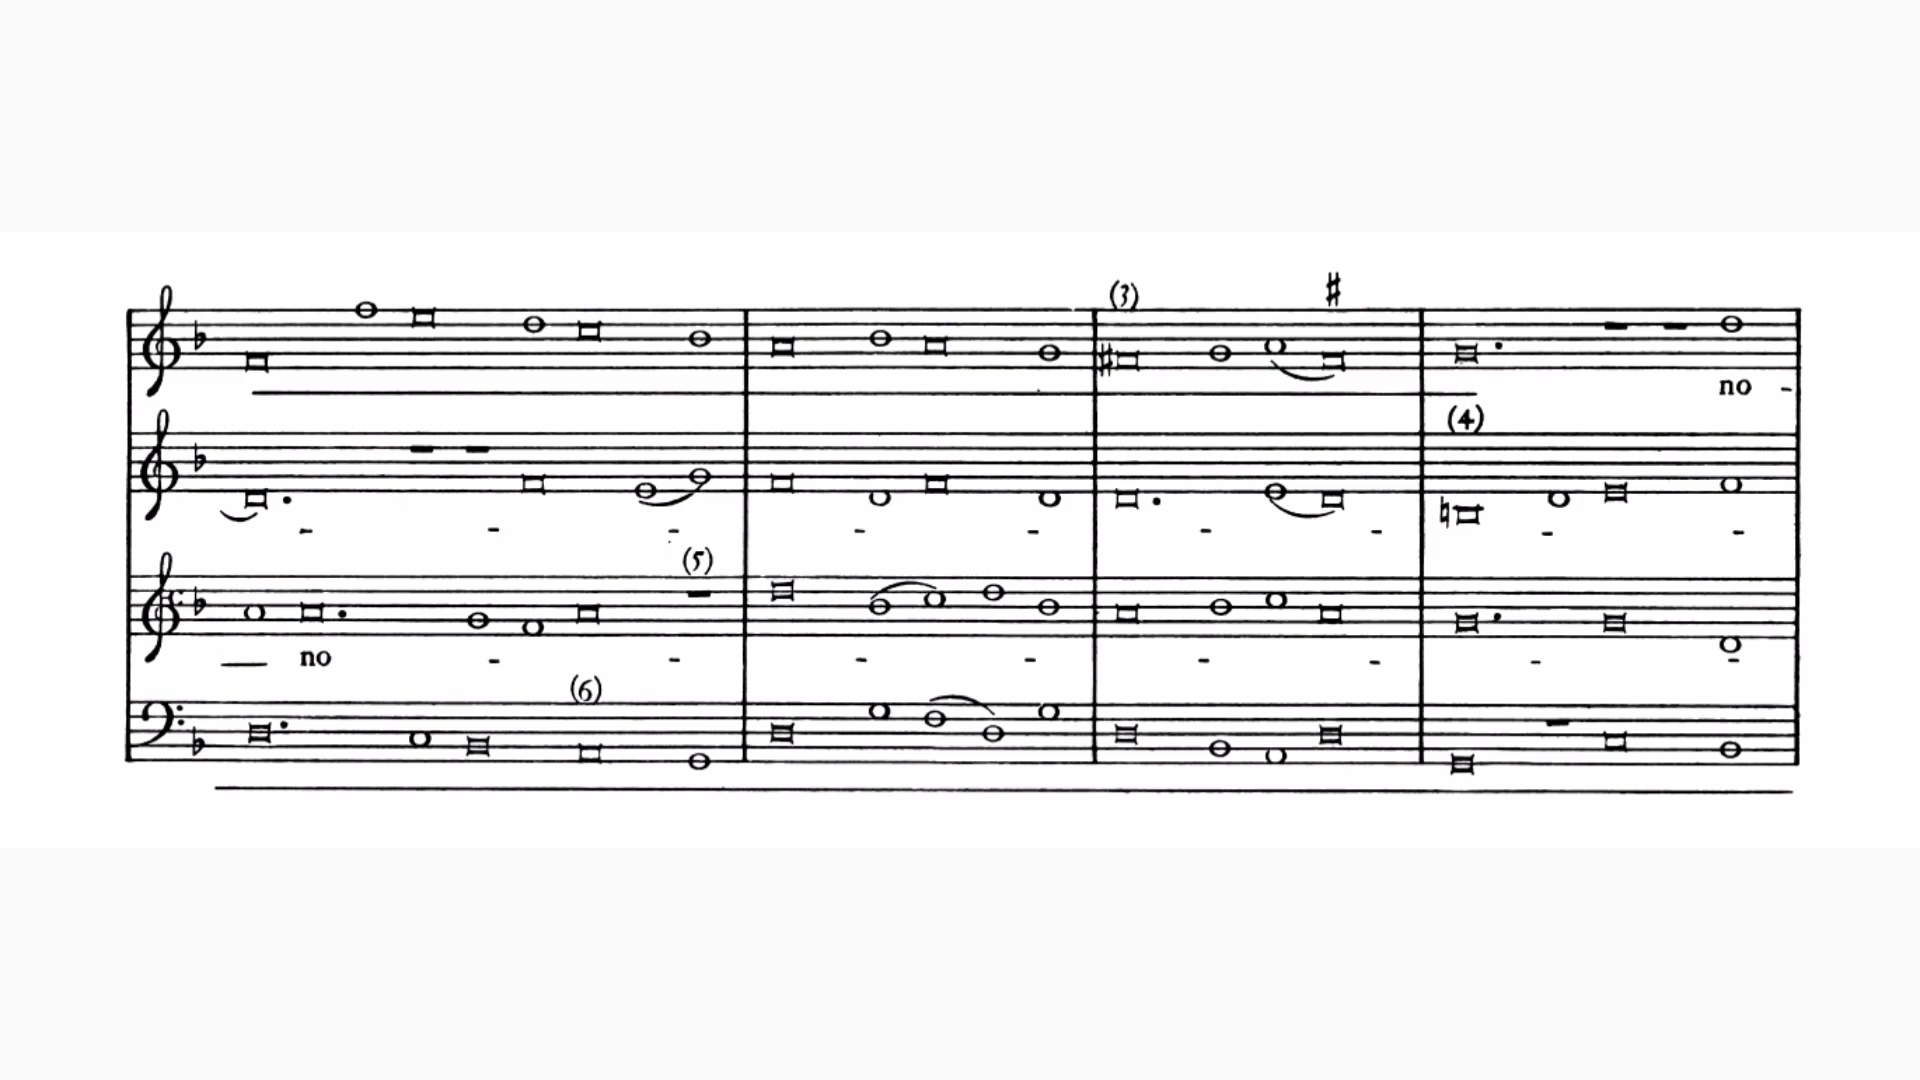 (3)
no -
(4)
- - - - - - - - -
(5)
no - - - - - - - -
(6)